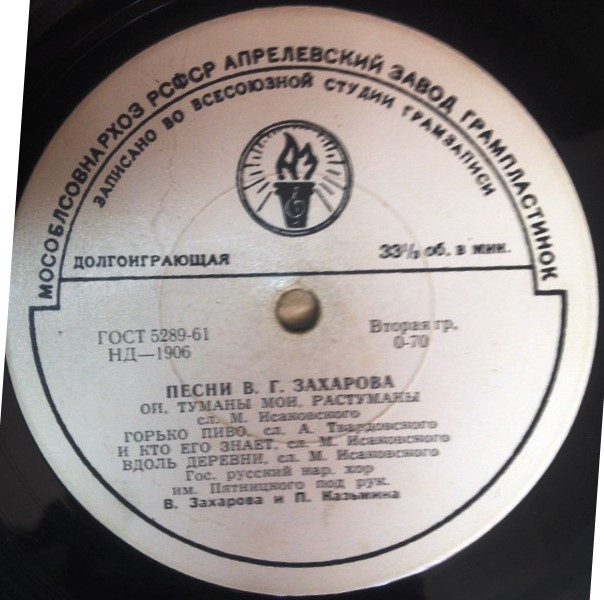 МОСОБЛСОВНАРХОЗ РСФСР АПРЕЛЕВСКИЙ ЗАВОД ГРАМПЛАСТИНОК
ЗАПИСАНО ВО ВСЕСОЮЗНОЙ СТУДИИ ГРАМЗАПИСИ
АЗ
ДОЛГОИГРАЮЩАЯ
33⅓ об. в мин.
ГОСТ 5289-61
НД—1906
Вторая гр.
0-70
ПЕСНИ В. Г. ЗАХАРОВА
ОЙ, ТУМАНЫ МОИ, РАСТУМАНЫ
сл. М. Исаковского
ГОРЬКО ПИВО, сл. А. Твардовского
И КТО ЕГО ЗНАЕТ, сл. М. Исаковского
ВДОЛЬ ДЕРЕВНИ, сл. М. Исаковского
Гос. русский нар. хор
им. Пятницкого под рук.
В. Захарова и П. Казьмина